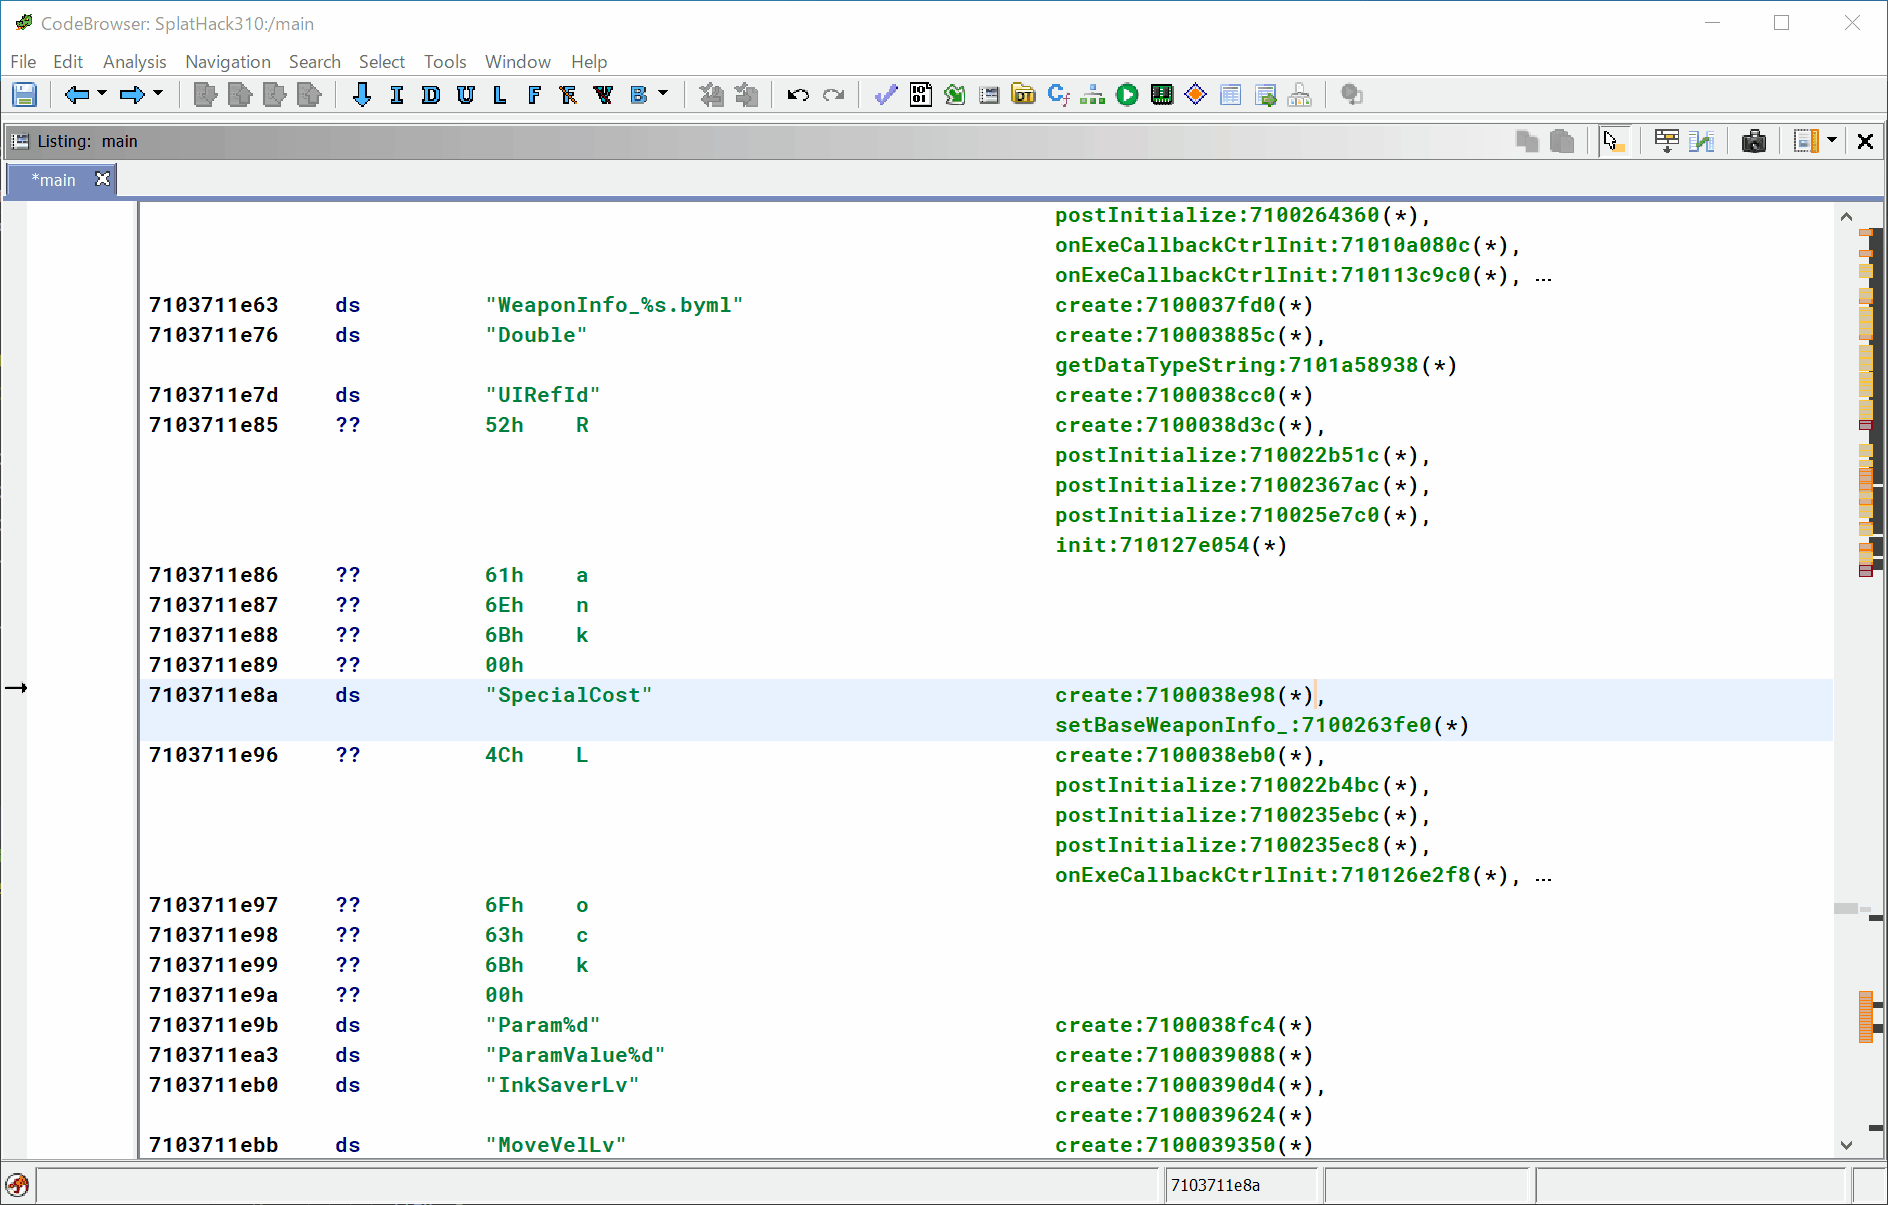 CodeBrowser: SplatHack310:/main
File Edit Analysis Navigation Search Select Tools Window Help
I D U L F R V B
Listing: main
*main
postInitialize:7100264360(*),
onExeCallbackCtrlInit:71010a080c(*),
onExeCallbackCtrlInit:710113c9c0(*), ...
7103711e63 ds "WeaponInfo_%s.byml" create:7100037fd0(*)
7103711e76 ds "Double" create:710003885c(*),
getDataTypeString:7101a58938(*)
7103711e7d ds "UIRefId" create:7100038cc0(*)
7103711e85 ?? 52h R create:7100038d3c(*),
postInitialize:710022b51c(*),
postInitialize:71002367ac(*),
postInitialize:710025e7c0(*),
init:710127e054(*)
7103711e86 ?? 61h a
7103711e87 ?? 6Eh n
7103711e88 ?? 6Bh k
7103711e89 ?? 00h
7103711e8a ds "SpecialCost" create:7100038e98(*),
setBaseWeaponInfo_:7100263fe0(*)
7103711e96 ?? 4Ch L create:7100038eb0(*),
postInitialize:710022b4bc(*),
postInitialize:7100235ebc(*),
postInitialize:7100235ec8(*),
onExeCallbackCtrlInit:710126e2f8(*), ...
7103711e97 ?? 6Fh o
7103711e98 ?? 63h c
7103711e99 ?? 6Bh k
7103711e9a ?? 00h
7103711e9b ds "Param%d" create:7100038fc4(*)
7103711ea3 ds "ParamValue%d" create:7100039088(*)
7103711eb0 ds "InkSaverLv" create:71000390d4(*),
create:7100039624(*)
7103711ebb ds "MoveVelLv" create:7100039350(*)
7103711e8a